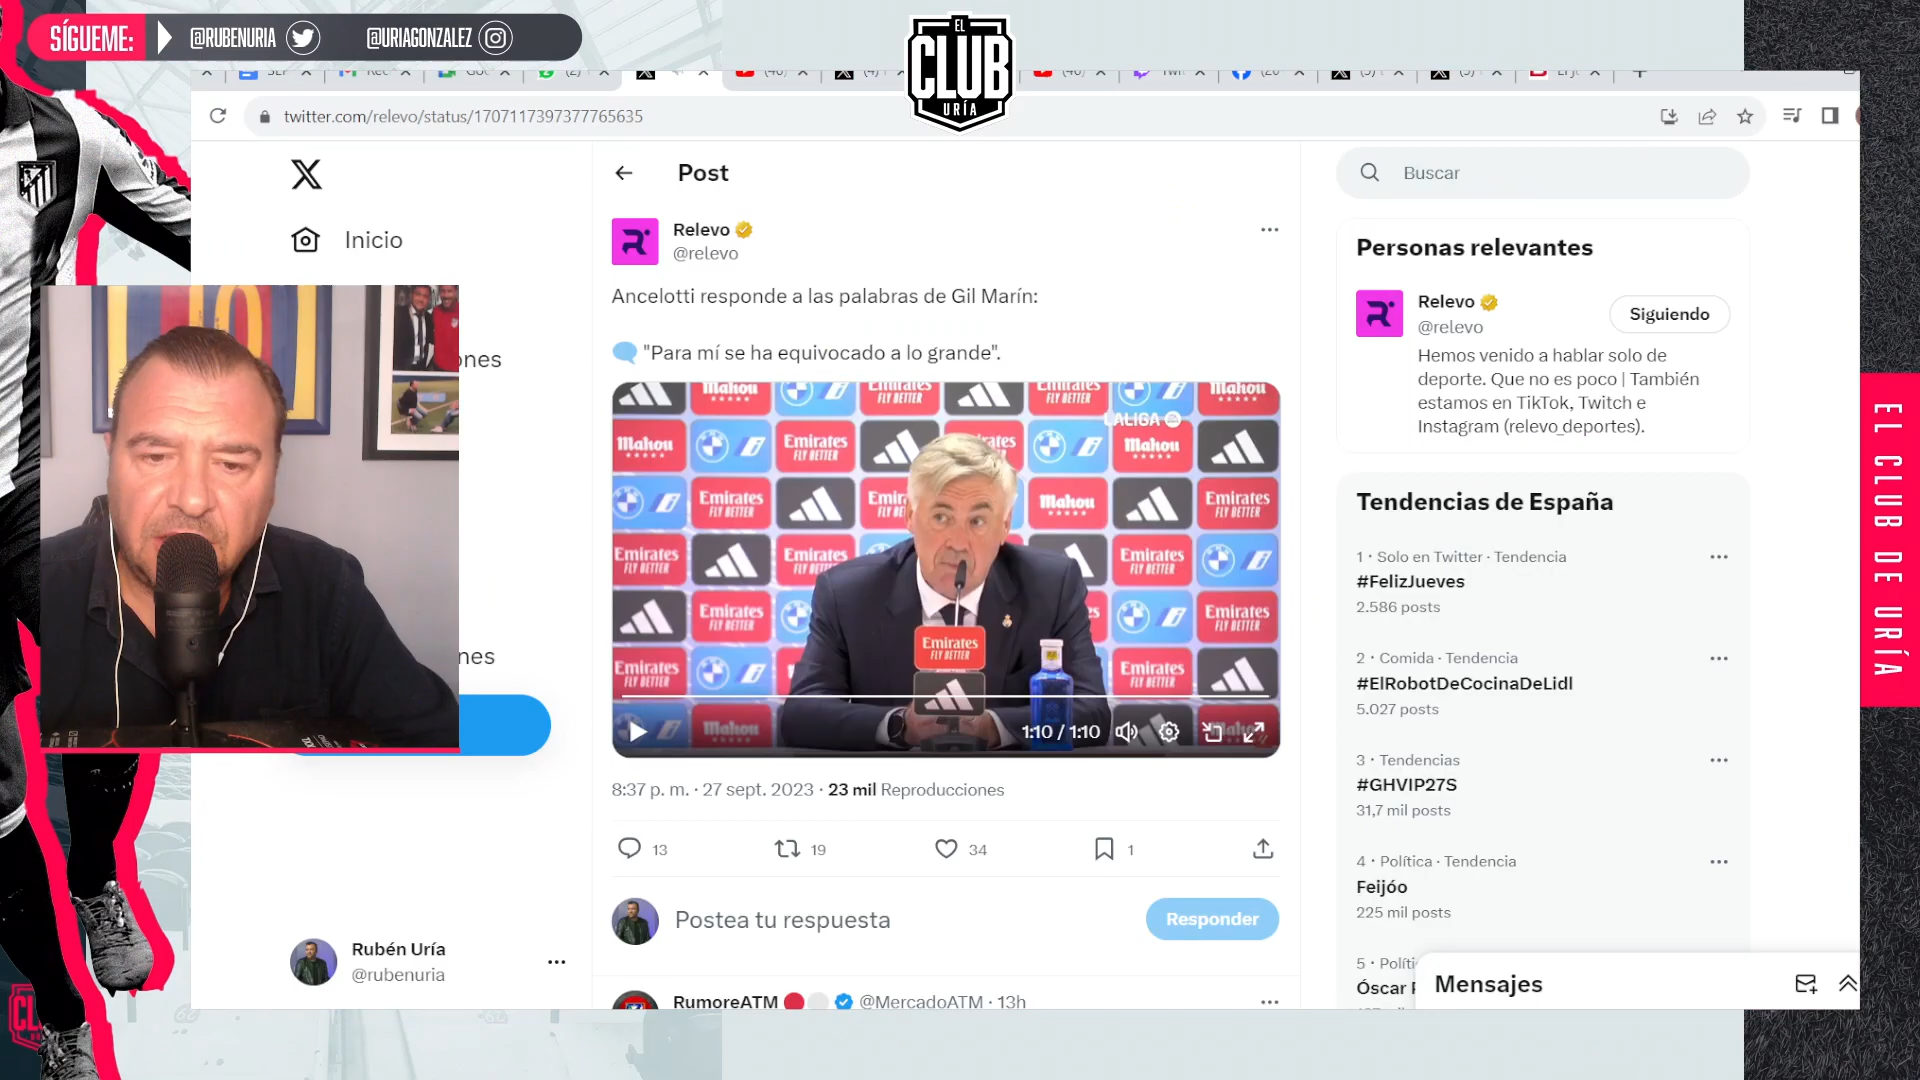 SÍGUEME:
@RUBENURIA
@URIAGONZALEZ
EL
CLUB
URÍA
twitter.com/relevo/status/1707117397377765635
Post
Buscar
Inicio
Relevo
@relevo
Ancelotti responde a las palabras de Gil Marín:
"Para mí se ha equivocado a lo grande".
LALIGA
Mahou
Emirates
FLY BETTER
1:10 / 1:10
8:37 p. m. · 27 sept. 2023 · 23 mil Reproducciones
13
19
34
1
Postea tu respuesta
Responder
RumoreATM
@MercadoATM · 13h
Rubén Uría
@rubenuria
Personas relevantes
Relevo
@relevo
Siguiendo
Hemos venido a hablar solo de
deporte. Que no es poco | También
estamos en TikTok, Twitch e
Instagram (relevo_deportes).
Tendencias de España
1 · Solo en Twitter · Tendencia
#FelizJueves
2.586 posts
2 · Comida · Tendencia
#ElRobotDeCocinaDeLidl
5.027 posts
3 · Tendencias
#GHVIP27S
31,7 mil posts
4 · Política · Tendencia
Feijóo
225 mil posts
Mensajes
EL CLUB DE URÍA